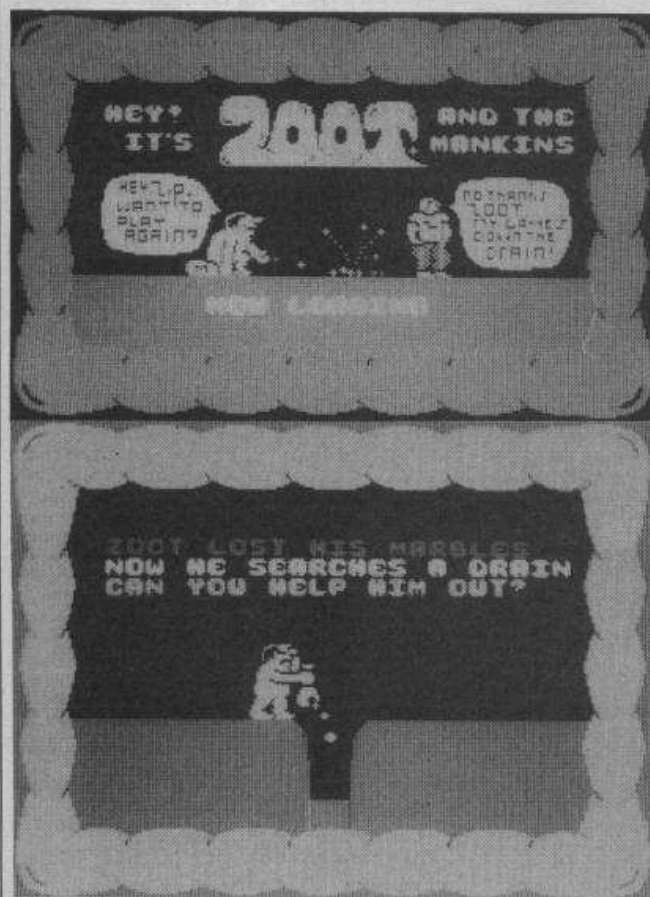 HEY! ZOOT AND THE
IT'S MANKINS
HEY Z.P.
WANT TO
PLAY
AGAIN?
NO THANKS
ZOOT
MY GAME'S
DOWN THE
DRAIN!
NOW LOADING
ZOOT LOST HIS MARBLES
NOW HE SEARCHES A DRAIN
CAN YOU HELP HIM OUT?